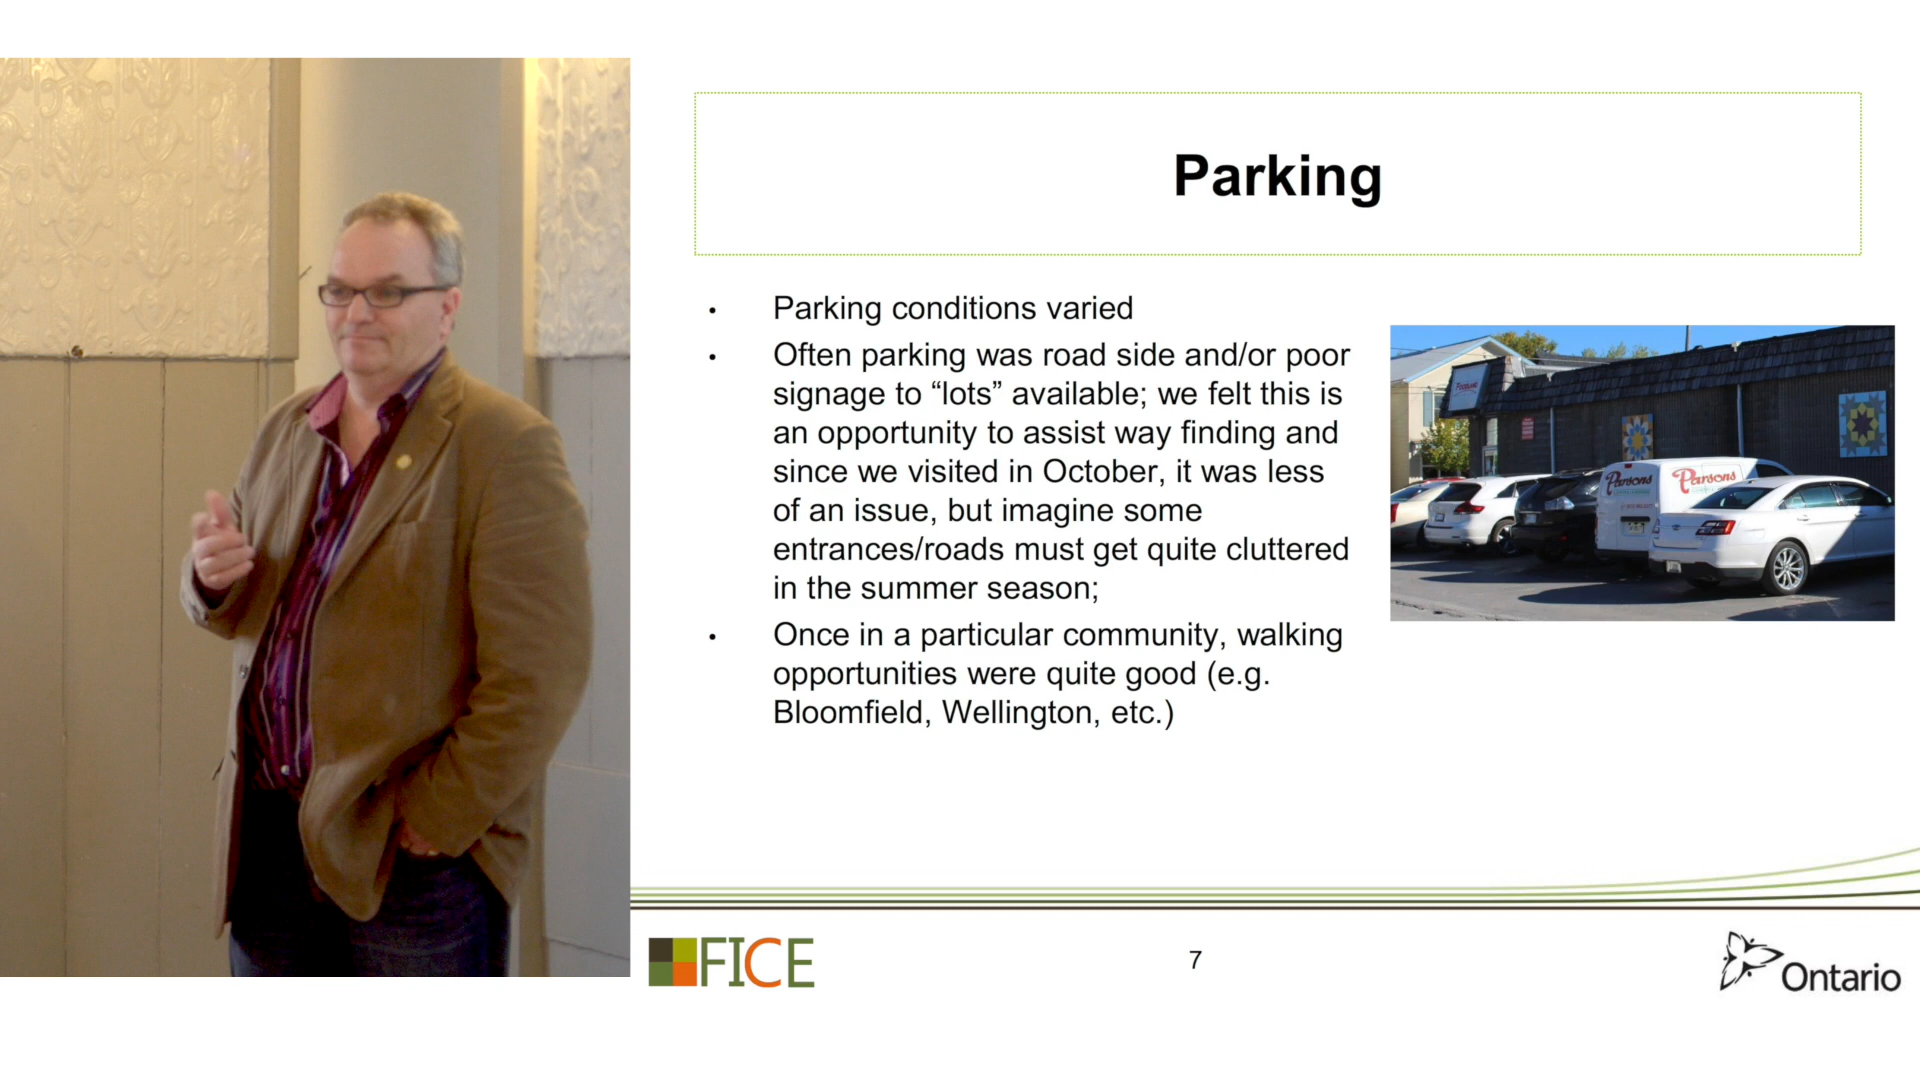 Parking
• Parking conditions varied
• Often parking was road side and/or poor
signage to “lots” available; we felt this is
an opportunity to assist way finding and
since we visited in October, it was less
of an issue, but imagine some
entrances/roads must get quite cluttered
in the summer season;
• Once in a particular community, walking
opportunities were quite good (e.g.
Bloomfield, Wellington, etc.)
Parsons
Parsons
FICE
7
Ontario